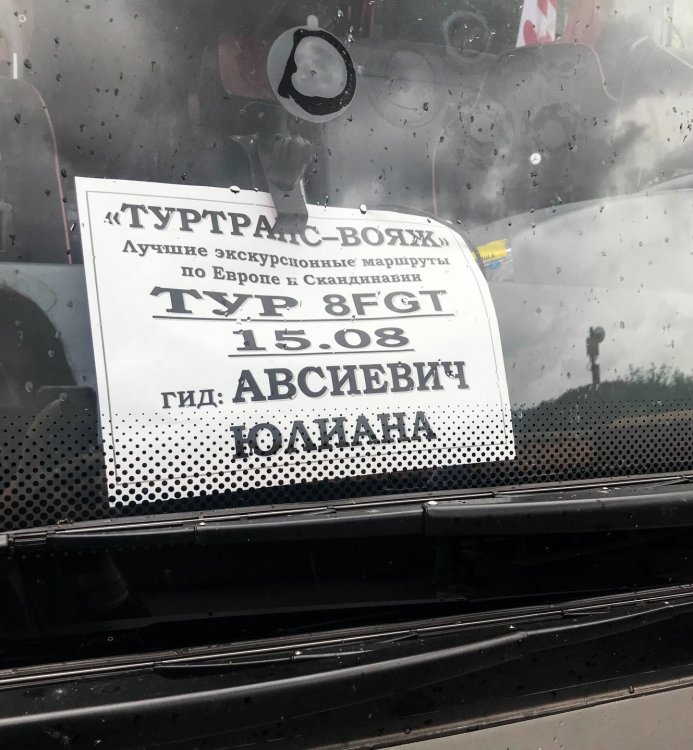 «ТУРТРАНС-ВОЯЖ»
Лучшие экскурсионные маршруты
по Европе и Скандинавии
ТУР 8FGT
15.08
ГИД: АВСИЕВИЧ
ЮЛИАНА